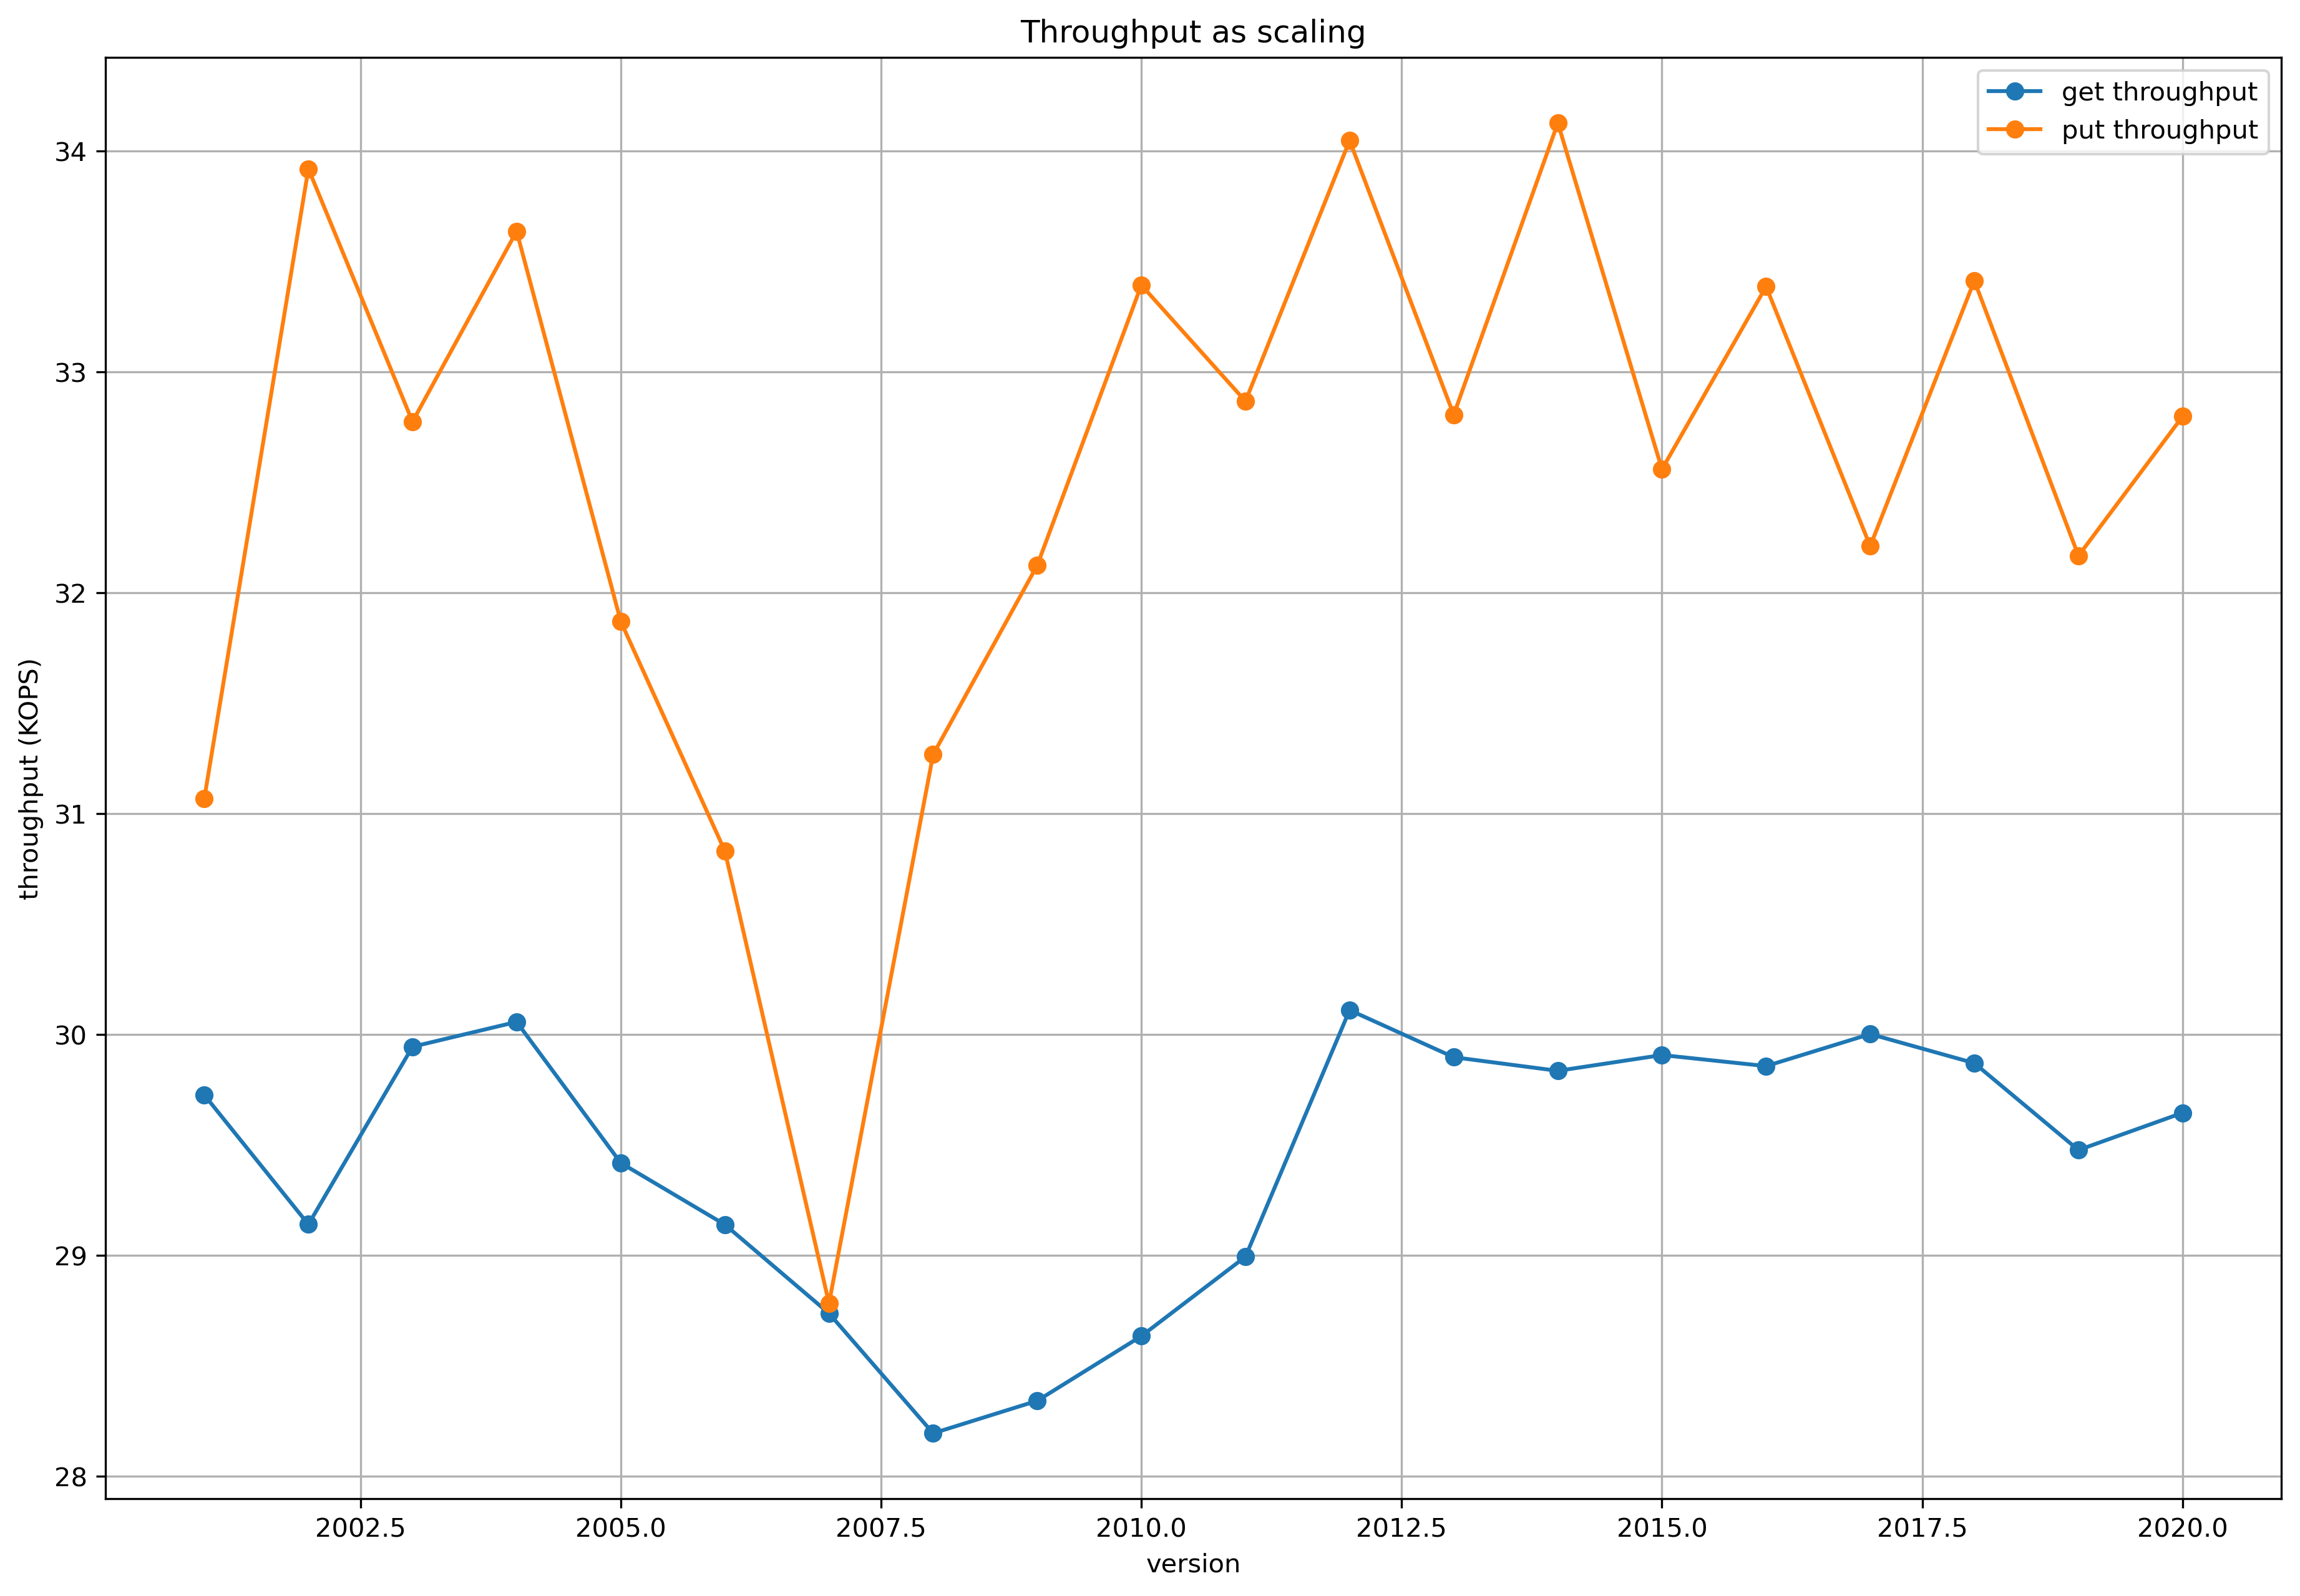 Throughput as scaling
get throughput
put throughput
34
33
32
31
30
29
28
throughput (KOPS)
2002.5 2005.0 2007.5 2010.0 2012.5 2015.0 2017.5 2020.0
version